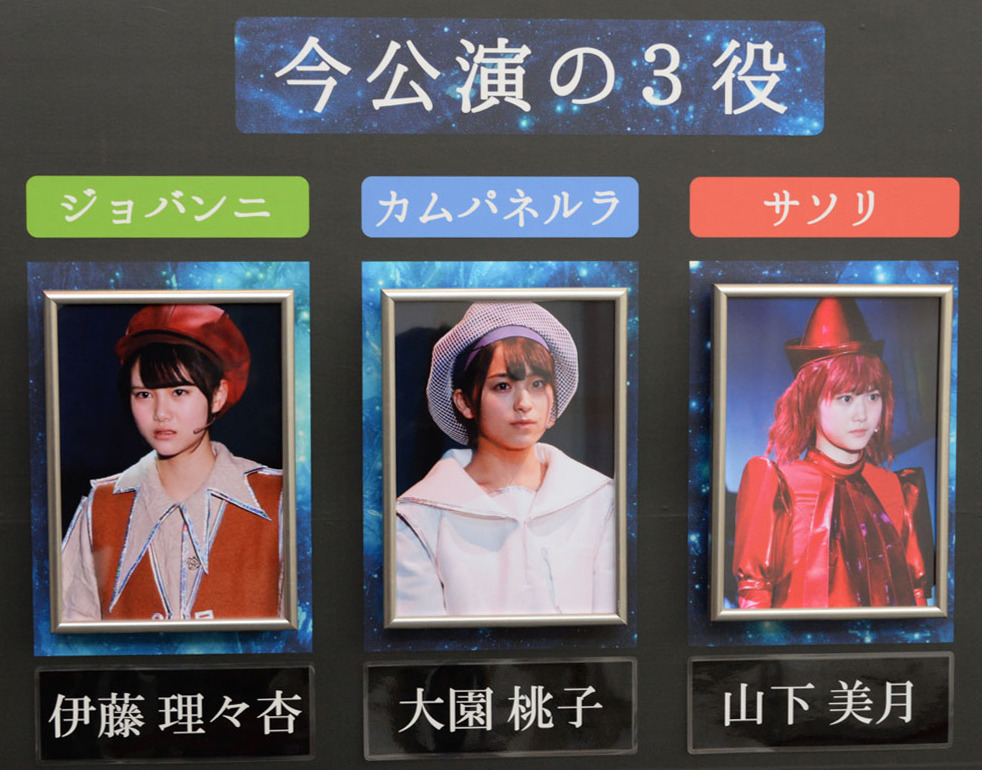 今公演の3役
ジョバンニ
カムパネルラ
サソリ
伊藤 理々杏
大園 桃子
山下 美月